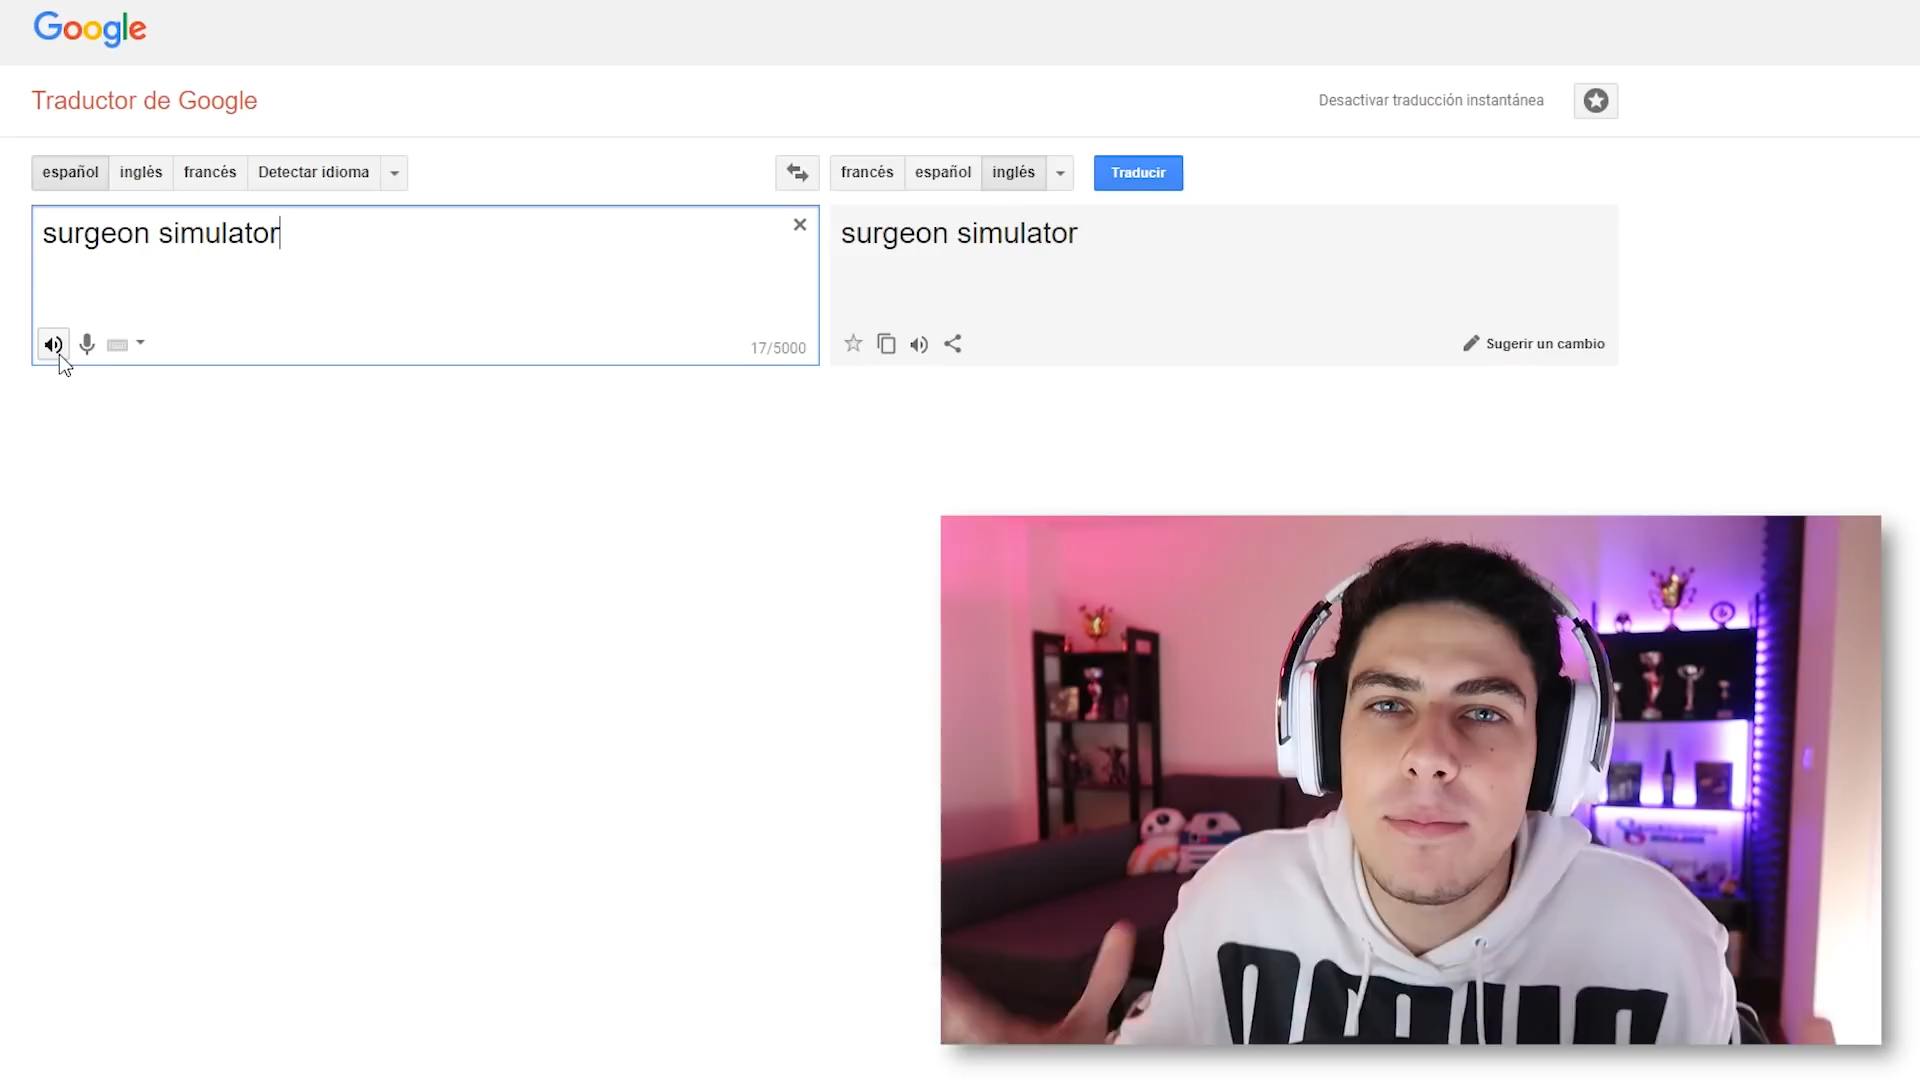 Google
Traductor de Google
Desactivar traducción instantánea
español inglés francés Detectar idioma
francés español inglés
Traducir
surgeon simulator
surgeon simulator
17/5000
Sugerir un cambio